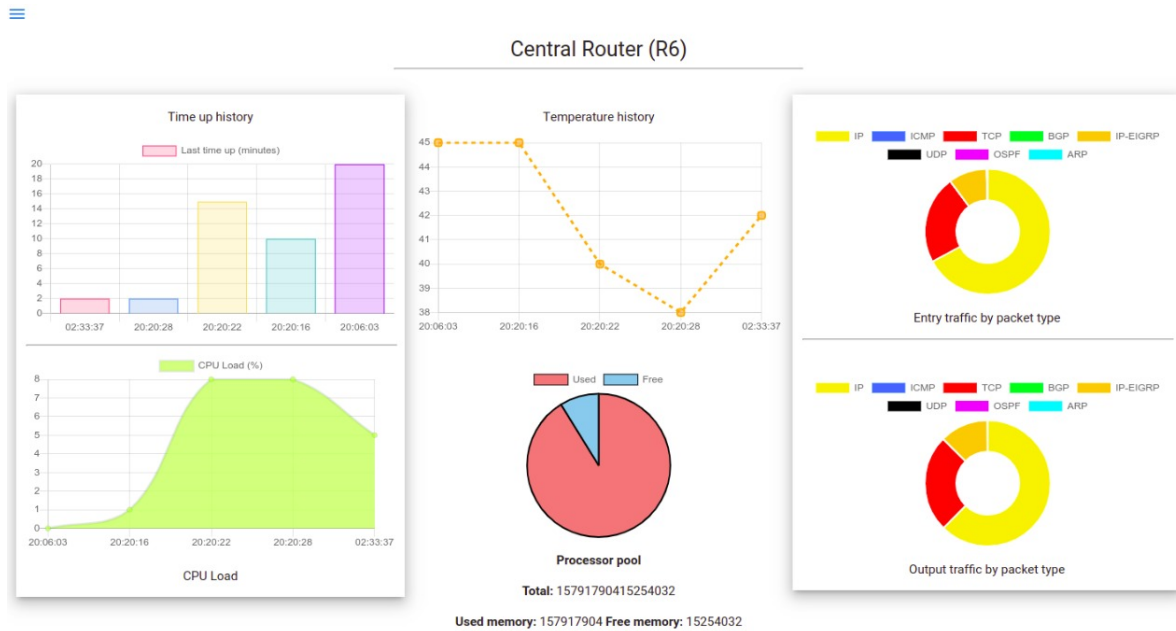 Central Router (R6)
Time up history
Last time up (minutes)
20
18
16
14
12
10
8
6
4
2
0
02:33:37 20:20:28 20:20:22 20:20:16 20:06:03
CPU Load (%)
8
7
6
5
4
3
2
1
0
20:06:03 20:20:16 20:20:22 20:20:28 02:33:37
CPU Load
Temperature history
45
44
43
42
41
40
39
38
20:06:03 20:20:16 20:20:22 20:20:28 02:33:37
Used Free
Processor pool
Total: 15791790415254032
Used memory: 157917904 Free memory: 15254032
IP ICMP TCP BGP IP-EIGRP
UDP OSPF ARP
Entry traffic by packet type
IP ICMP TCP BGP IP-EIGRP
UDP OSPF ARP
Output traffic by packet type